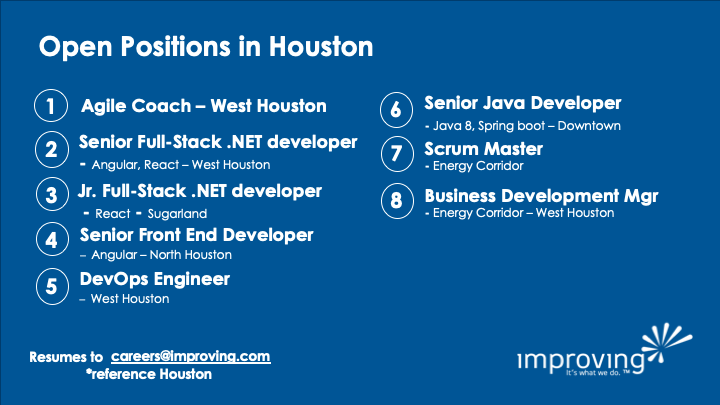 Open Positions in Houston
1 Agile Coach – West Houston
2 Senior Full-Stack .NET developer
- Angular, React – West Houston
3 Jr. Full-Stack .NET developer
- React - Sugarland
4 Senior Front End Developer
– Angular – North Houston
5 DevOps Engineer
– West Houston
6 Senior Java Developer
- Java 8, Spring boot – Downtown
7 Scrum Master
- Energy Corridor
8 Business Development Mgr
- Energy Corridor – West Houston
Resumes to careers@improving.com
*reference Houston
improving
It's what we do. ™